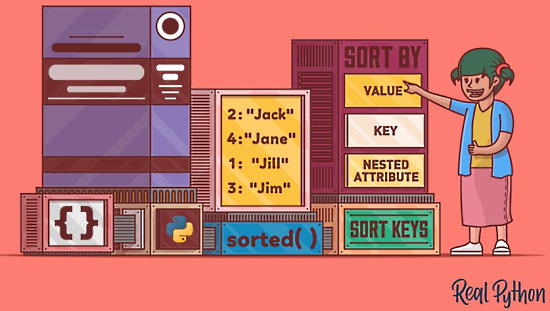 SORT BY
VALUE
KEY
NESTED
ATTRIBUTE
2: "Jack"
4:"Jane"
1: "Jill"
3: "Jim"
{}
sorted( )
SORT KEYS
Real Python